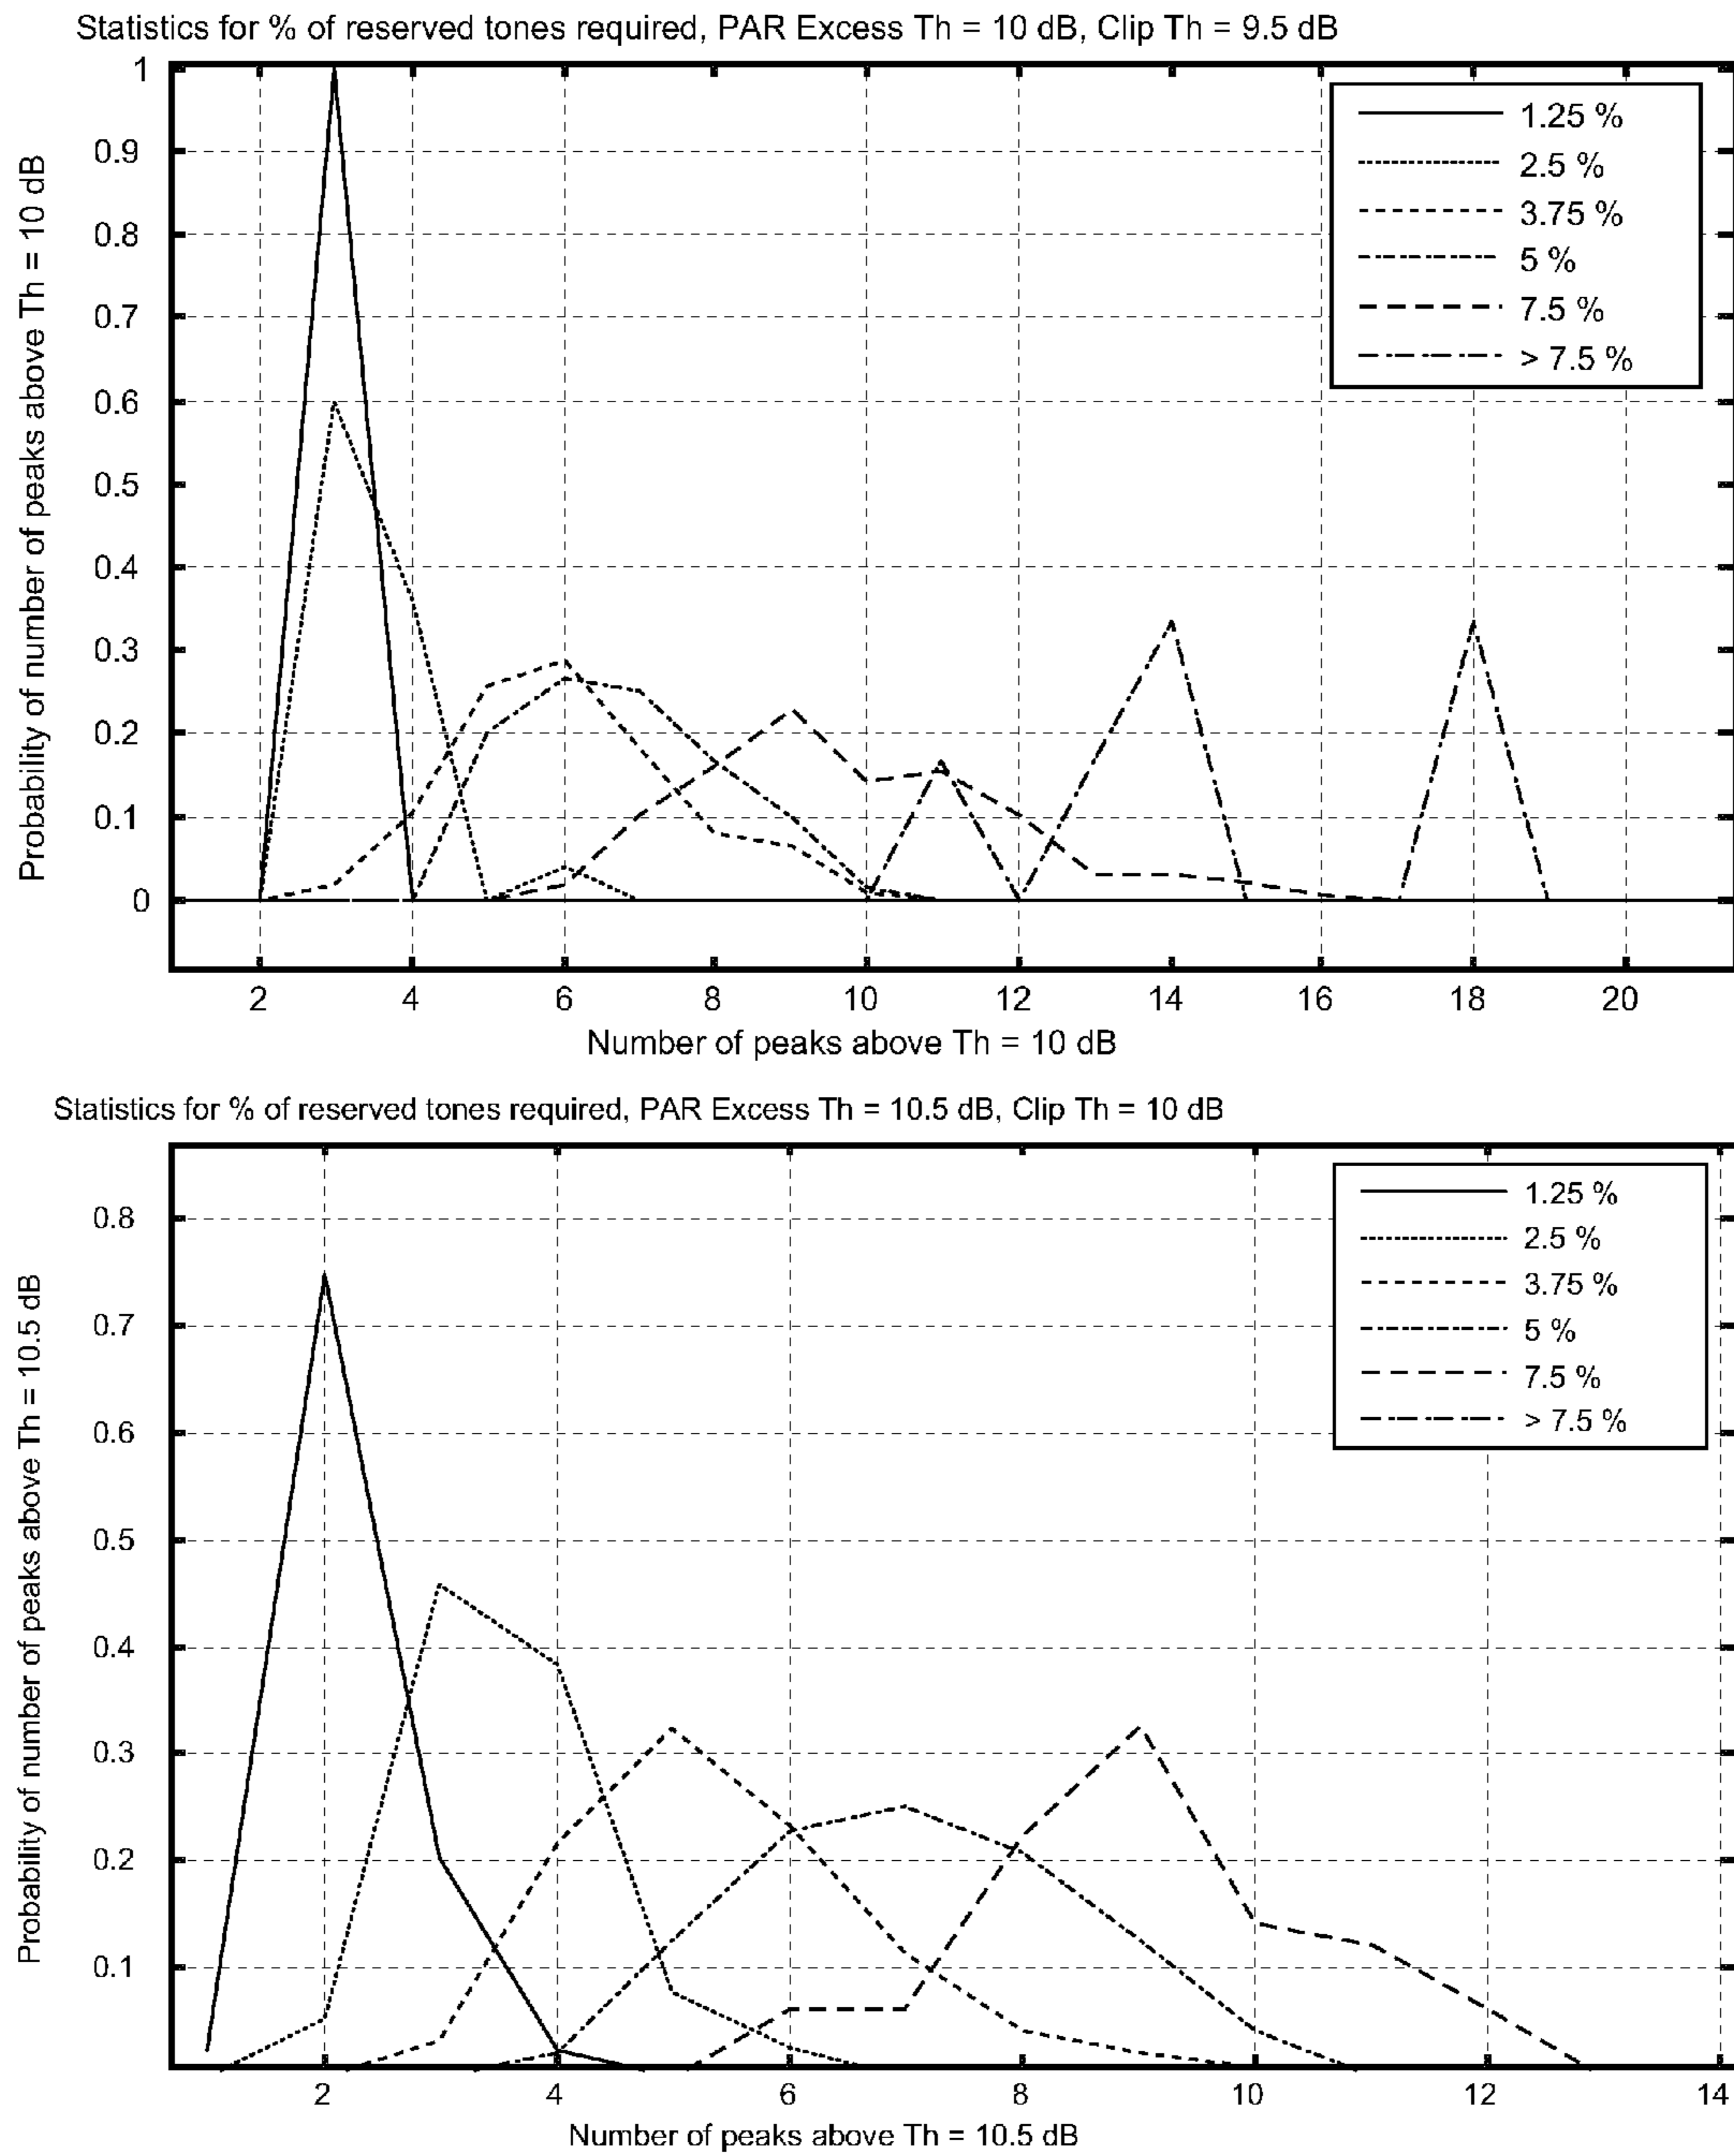 Statistics for % of reserved tones required, PAR Excess Th = 10 dB, Clip Th = 9.5 dB
Probability of number of peaks above Th = 10 dB
1
0.9
0.8
0.7
0.6
0.5
0.4
0.3
0.2
0.1
0
1.25 %
2.5 %
3.75 %
5 %
7.5 %
> 7.5 %
2 4 6 8 10 12 14 16 18 20
Number of peaks above Th = 10 dB
Statistics for % of reserved tones required, PAR Excess Th = 10.5 dB, Clip Th = 10 dB
Probability of number of peaks above Th = 10.5 dB
0.8
0.7
0.6
0.5
0.4
0.3
0.2
0.1
1.25 %
2.5 %
3.75 %
5 %
7.5 %
> 7.5 %
2 4 6 8 10 12 14
Number of peaks above Th = 10.5 dB